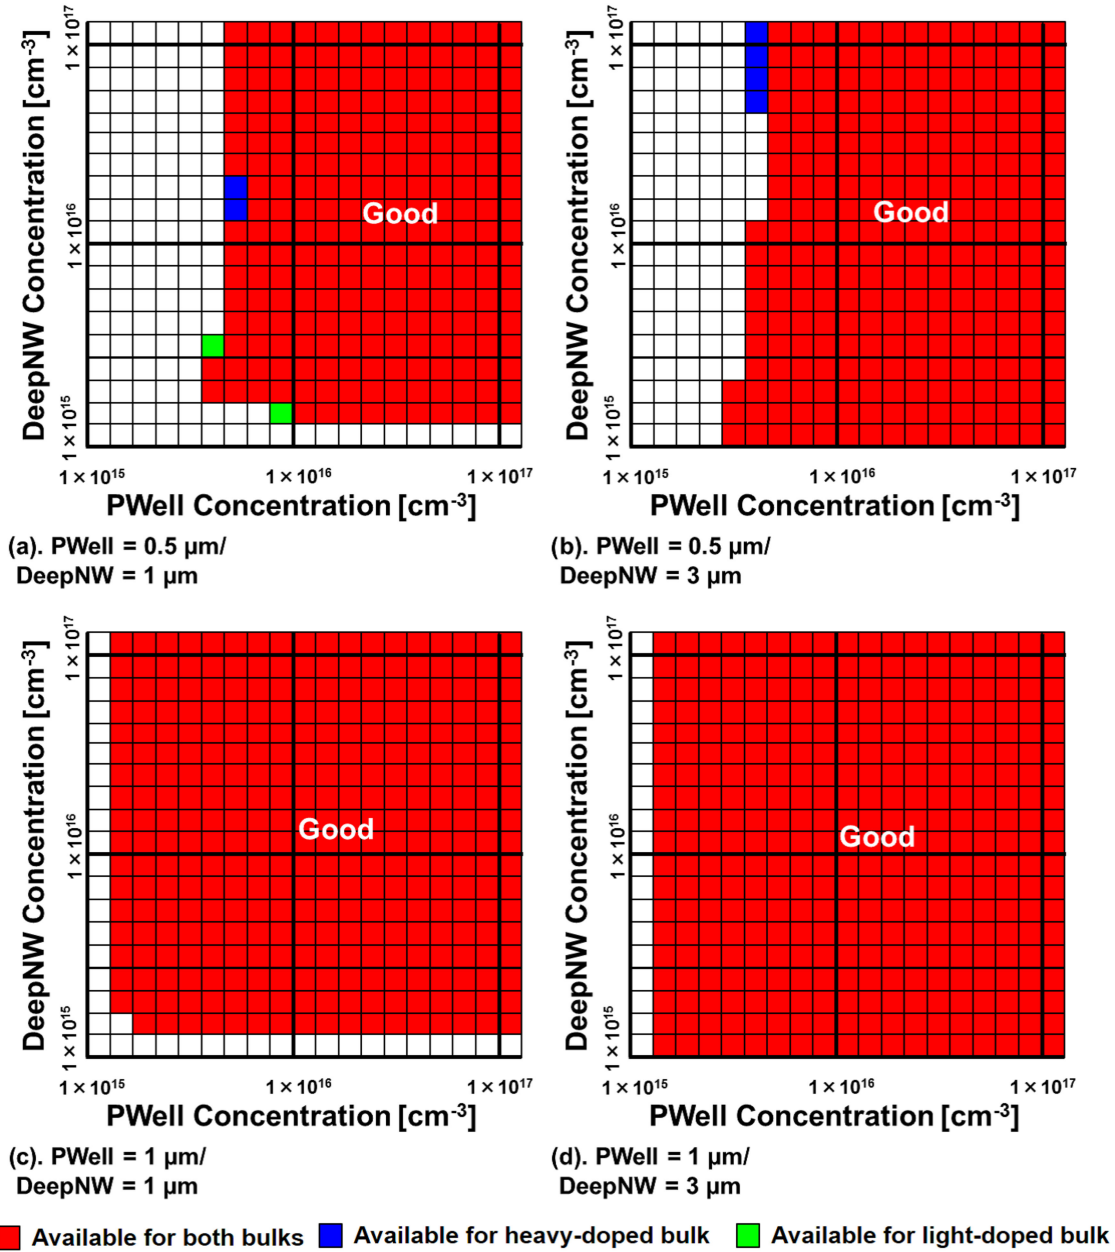 DeepNW Concentration [cm-3]
1×10¹⁷
1×10¹⁶
1×10¹⁵
Good
1×10¹⁵ 1×10¹⁶ 1×10¹⁷
PWell Concentration [cm-3]
(a). PWell = 0.5 µm/
DeepNW = 1 µm
DeepNW Concentration [cm-3]
1×10¹⁷
1×10¹⁶
1×10¹⁵
Good
1×10¹⁵ 1×10¹⁶ 1×10¹⁷
PWell Concentration [cm-3]
(b). PWell = 0.5 µm/
DeepNW = 3 µm
DeepNW Concentration [cm-3]
1×10¹⁷
1×10¹⁶
1×10¹⁵
Good
1×10¹⁵ 1×10¹⁶ 1×10¹⁷
PWell Concentration [cm-3]
(c). PWell = 1 µm/
DeepNW = 1 µm
DeepNW Concentration [cm-3]
1×10¹⁷
1×10¹⁶
1×10¹⁵
Good
1×10¹⁵ 1×10¹⁶ 1×10¹⁷
PWell Concentration [cm-3]
(d). PWell = 1 µm/
DeepNW = 3 µm
Available for both bulks Available for heavy-doped bulk Available for light-doped bulk